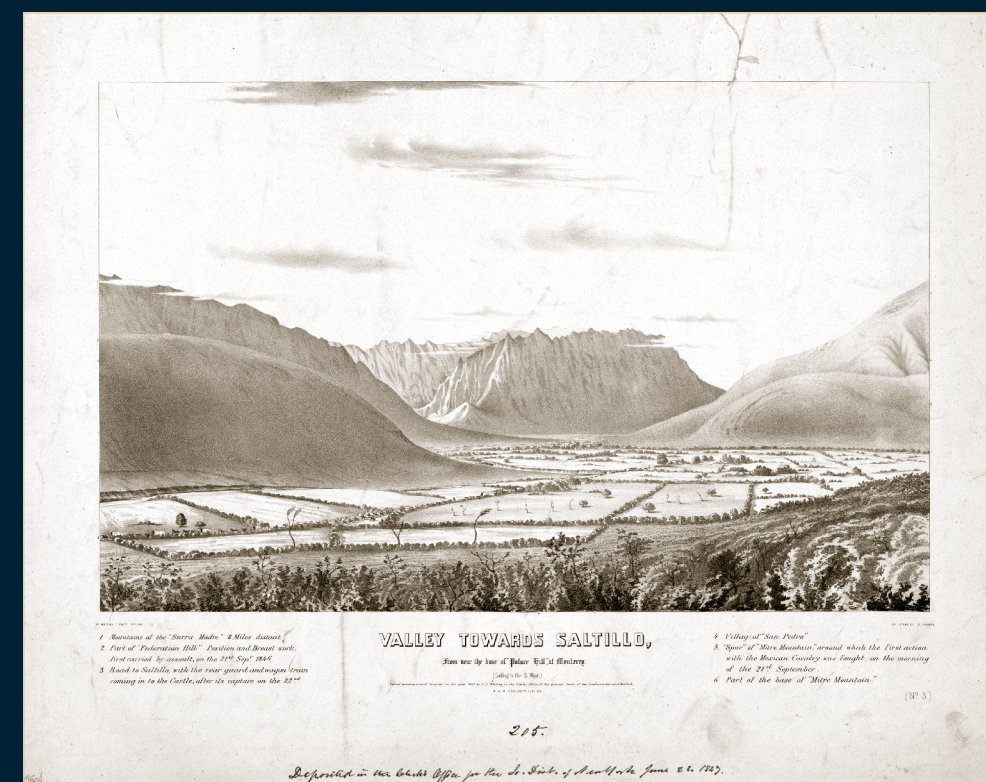 1 Mountains of the "Sierra Madre" 8 Miles distant
2. Part of "Federation Hill" Position and Breast work,
first carried by assault, on the 21st Sepr 1846
3 Road to Saltillo, with the rear guard and wagon train
coming in to the Castle, after its capture on the 22nd
VALLEY TOWARDS SALTILLO,
From near the base of "Palace Hill", at Monterey.
(Looking to the S. West)
4 Village of "San Pedro"
5. "Spur" of "Mitre Mountain" around which the first action
with the Mexican Cavalry was fought, on the morning
of the 21st September
6 Part of the base of "Mitre Mountain."
[No 3]
205.
Deposited in the Clerk's Office for the So. Dist. of New York June 22. 1847.